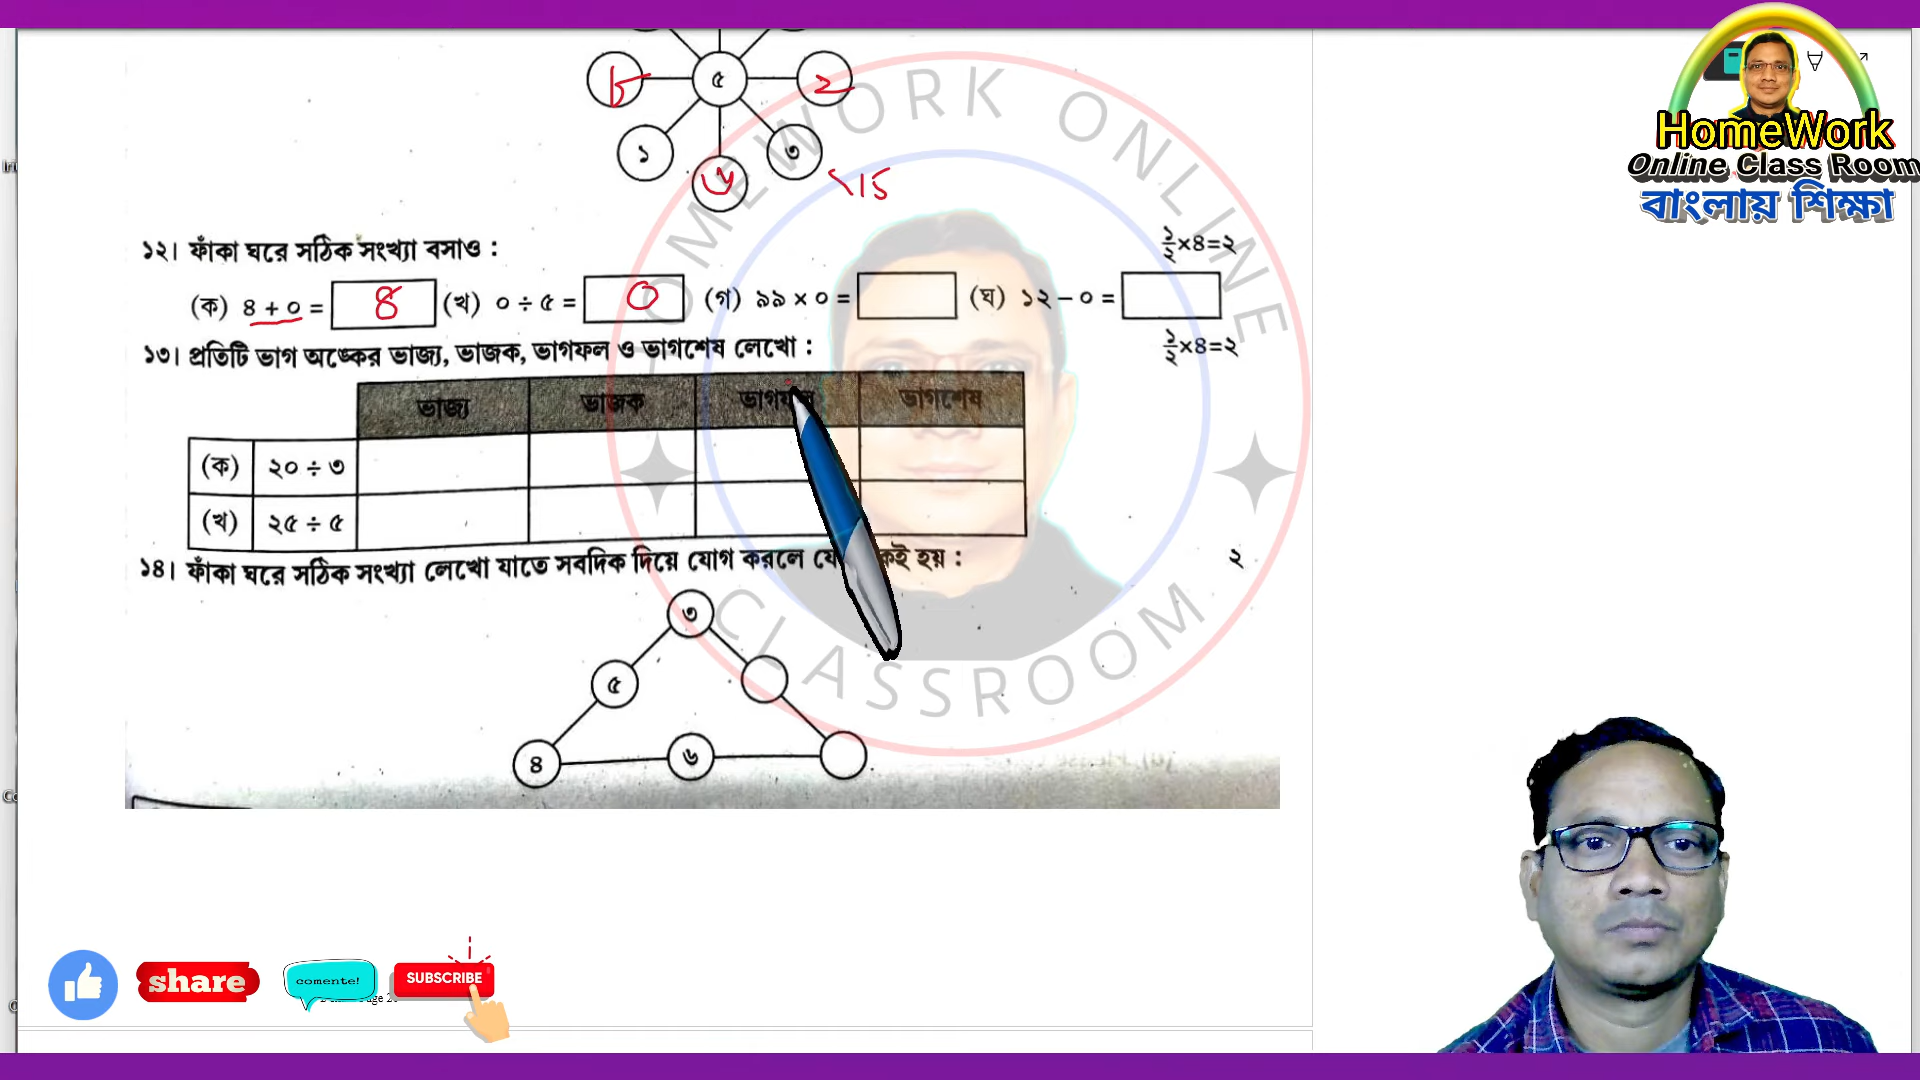 HomeWork
Online Class Room
বাংলায় শিক্ষা
HOMEWORK ONLINE
CLASSROOM
৮ ৫ 2
১ ৬ ৩
15
১২। ফাঁকা ঘরে সঠিক সংখ্যা বসাও : ১/২×৪=২
(ক) ৪ + ০ = ৪ (খ) ০ ÷ ৫ = ০ (গ) ৯৯ × ০ = (ঘ) ১২ – ০ =
১৩। প্রতিটি ভাগ অঙ্কের ভাজ্য, ভাজক, ভাগফল ও ভাগশেষ লেখো : ১/২×৪=২
ভাজ্য ভাজক ভাগফল ভাগশেষ
(ক) ২০ ÷ ৩
(খ) ২৫ ÷ ৫
১৪। ফাঁকা ঘরে সঠিক সংখ্যা লেখো যাতে সবদিক দিয়ে যোগ করলে হয় : ২
৩
৫
৪ ৬
share
comente!
SUBSCRIBE